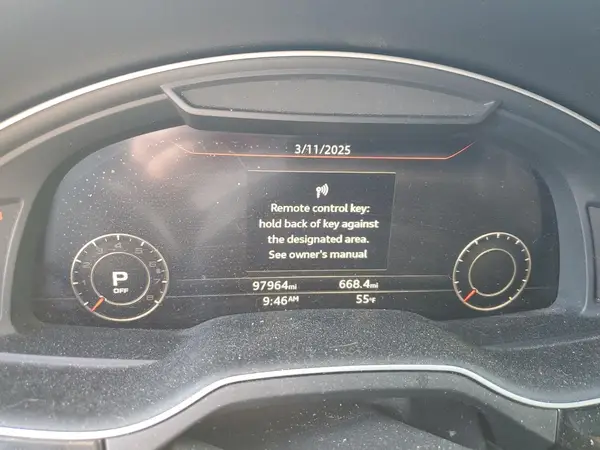 3/11/2025
Remote control key:
hold back of key against
the designated area.
See owner's manual
P
OFF
97964mi 668.4mi
9:46AM 55°F